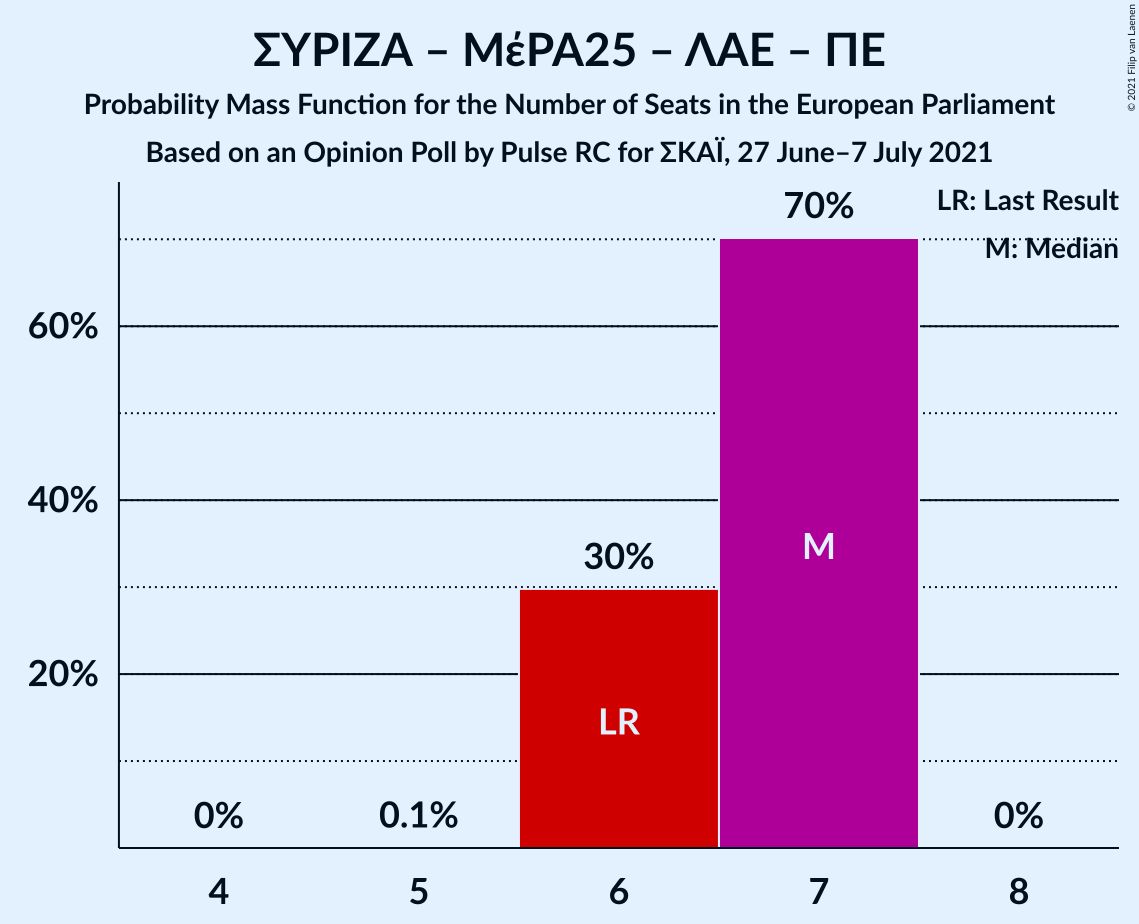 ΣΥΡΙΖΑ – ΜέΡΑ25 – ΛΑΕ – ΠΕ
Probability Mass Function for the Number of Seats in the European Parliament
Based on an Opinion Poll by Pulse RC for ΣΚΑΪ, 27 June–7 July 2021
© 2021 Filip van Laenen
LR: Last Result
M: Median
70%
60%
40%
30%
20%
M
LR
0%
0.1%
0%
4
5
6
7
8